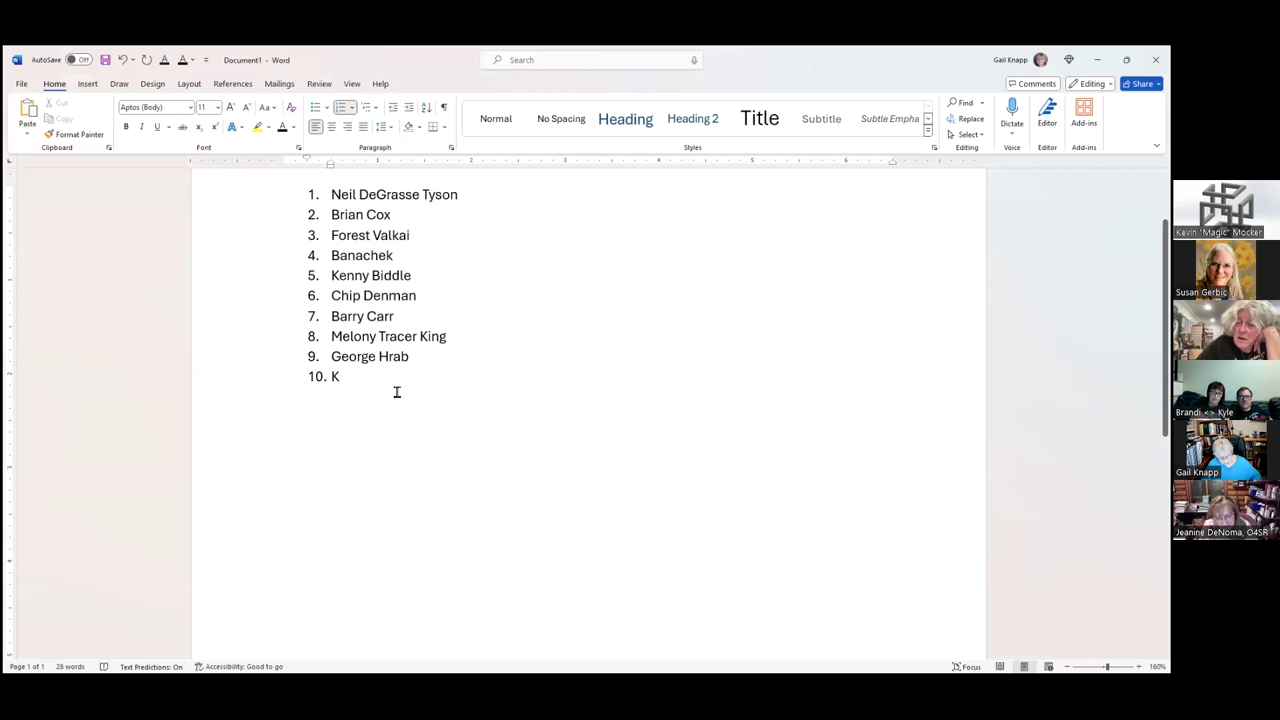 AutoSave Off Document1 - Word Search Gail Knapp
File Home Insert Draw Design Layout References Mailings Review View Help Comments Editing Share
Paste Cut Copy Format Painter Clipboard
Aptos (Body) 11 Font
Paragraph
Normal No Spacing Heading Heading 2 Title Subtitle Subtle Empha Styles
Find Replace Select Editing
Dictate Voice
Editor Editor
Add-ins Add-ins
1. Neil DeGrasse Tyson
2. Brian Cox
3. Forest Valkai
4. Banachek
5. Kenny Biddle
6. Chip Denman
7. Barry Carr
8. Melony Tracer King
9. George Hrab
10. K
Kevin "Magic" Mocker
Susan Gerbic
Brandi <> Kyle
Gail Knapp
Jeanine DeNoma, O4SR
Page 1 of 1 28 words Text Predictions: On Accessibility: Good to go Focus 160%